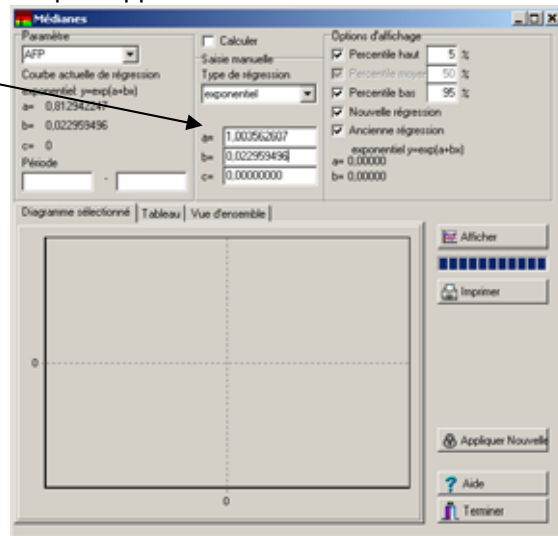 Médianes
Paramètre
AFP
Courbe actuelle de régression
exponentiel: y=exp(a+bx)
a= 0,812942247
b= 0,022959496
c= 0
Période
-
Calculer
Saisie manuelle
Type de régression
exponentiel
a= 1,003562607
b= 0,022959496
c= 0,00000000
Options d'affichage
Percentile haut 5 %
Percentile moyen 50 %
Percentile bas 95 %
Nouvelle régression
Ancienne régression
exponentiel y=exp(a+bx)
a= 0,00000
b= 0,00000
Diagramme sélectionné Tableau Vue d'ensemble
0
0
Afficher
Imprimer
Appliquer Nouvelle
Aide
Terminer